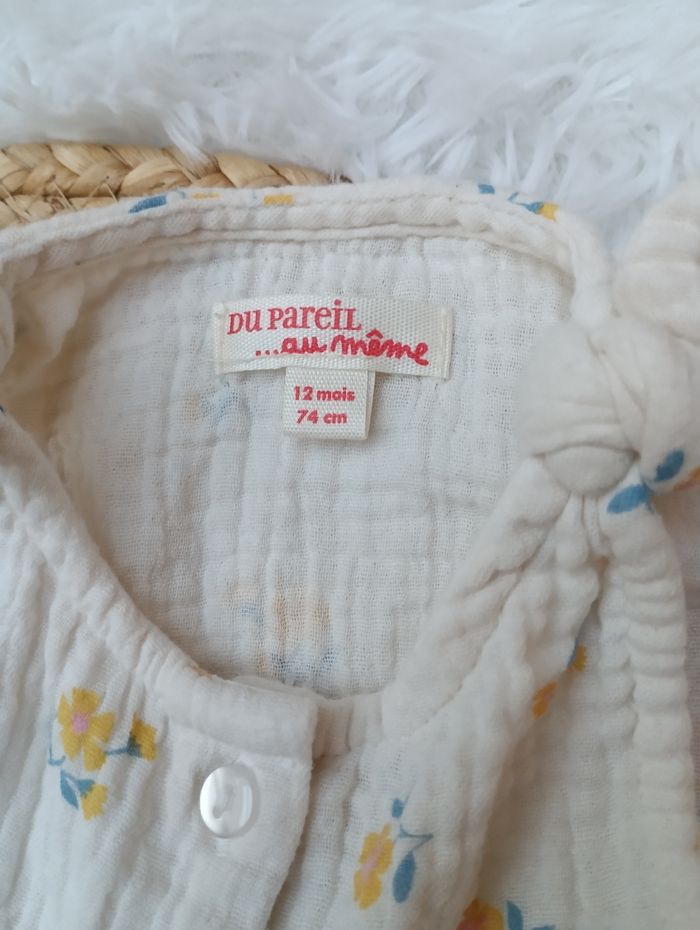 DU PAREIL
...au même
12 mois
74 cm